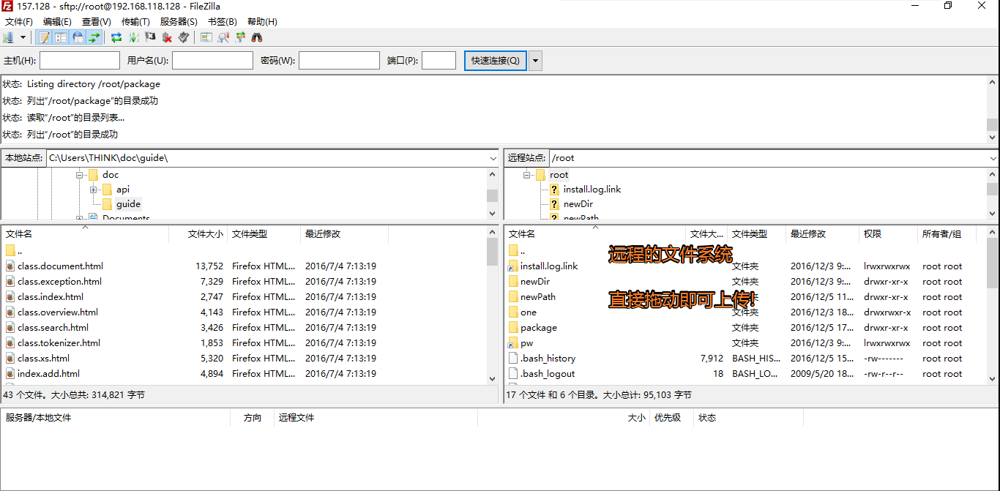 157.128 - sftp://root@192.168.118.128 - FileZilla
文件(F) 编辑(E) 查看(V) 传输(T) 服务器(S) 书签(B) 帮助(H)
主机(H): 用户名(U): 密码(W): 端口(P): 快速连接(Q)
状态: Listing directory /root/package
状态: 列出“/root/package”的目录成功
状态: 读取“/root”的目录列表...
状态: 列出“/root”的目录成功
本地站点: C:\Users\THINK\doc\guide\
doc
api
guide
Documents
文件名 文件大小 文件类型 最近修改
..
class.document.html 13,752 Firefox HTML... 2016/7/4 7:13:19
class.exception.html 7,329 Firefox HTML... 2016/7/4 7:13:19
class.index.html 2,747 Firefox HTML... 2016/7/4 7:13:19
class.overview.html 4,143 Firefox HTML... 2016/7/4 7:13:19
class.search.html 3,426 Firefox HTML... 2016/7/4 7:13:19
class.tokenizer.html 1,853 Firefox HTML... 2016/7/4 7:13:19
class.xs.html 5,320 Firefox HTML... 2016/7/4 7:13:19
index.add.html 4,894 Firefox HTML... 2016/7/4 7:13:19
43 个文件。大小总共: 314,821 字节
远程站点: /root
root
install.log.link
newDir
newPath
文件名 文件大... 文件类型 最近修改 权限 所有者/组
..
远程的文件系统
install.log.link 文件夹 2016/12/3 9:... lrwxrwxrwx root root
newDir 文件夹 2016/12/3 9:... drwxr-xr-x root root
newPath 文件夹 2016/12/5 11... drwxr-xr-x root root
直接拖动即可上传!
one 文件夹 2016/12/3 18... drwxrwxr-x root root
package 文件夹 2016/12/5 17... drwxr-xr-x root root
pw 文件夹 2016/12/3 9:... lrwxrwxrwx root root
.bash_history 7,912 BASH_HIS... 2016/12/5 15... -rw------- root root
.bash_logout 18 BASH_LO... 2009/5/20 18... -rw-r--r-- root root
17 个文件 和 6 个目录。大小总计: 95,103 字节
服务器/本地文件 方向 远程文件 大小 优先级 状态